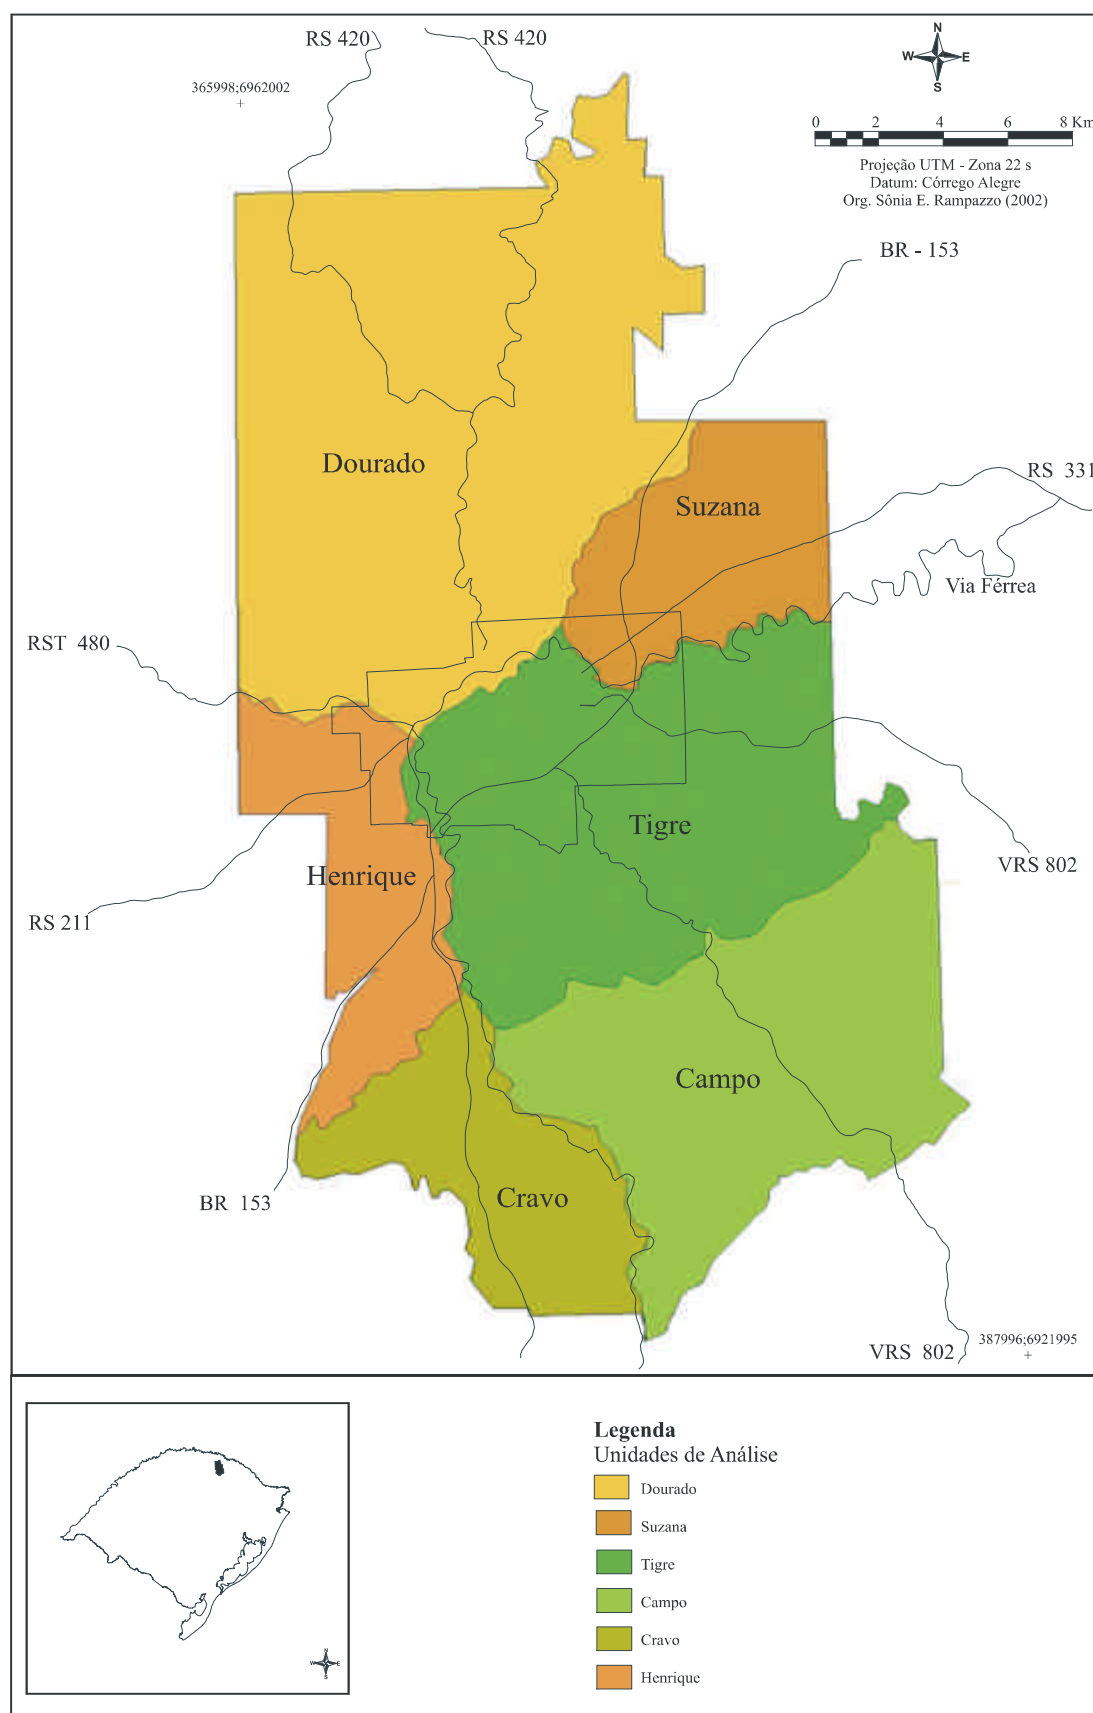 RS 420
RS 420
365998;6962002
N
W E
S
0 2 4 6 8 Km
Projeção UTM - Zona 22 s
Datum: Córrego Alegre
Org. Sônia E. Rampazzo (2002)
BR - 153
Dourado
RS 331
Suzana
Via Férrea
RST 480
Tigre
VRS 802
Henrique
RS 211
Campo
BR 153
Cravo
387996;6921995
VRS 802
Legenda
Unidades de Análise
Dourado
Suzana
Tigre
Campo
Cravo
Henrique
N
W E
S